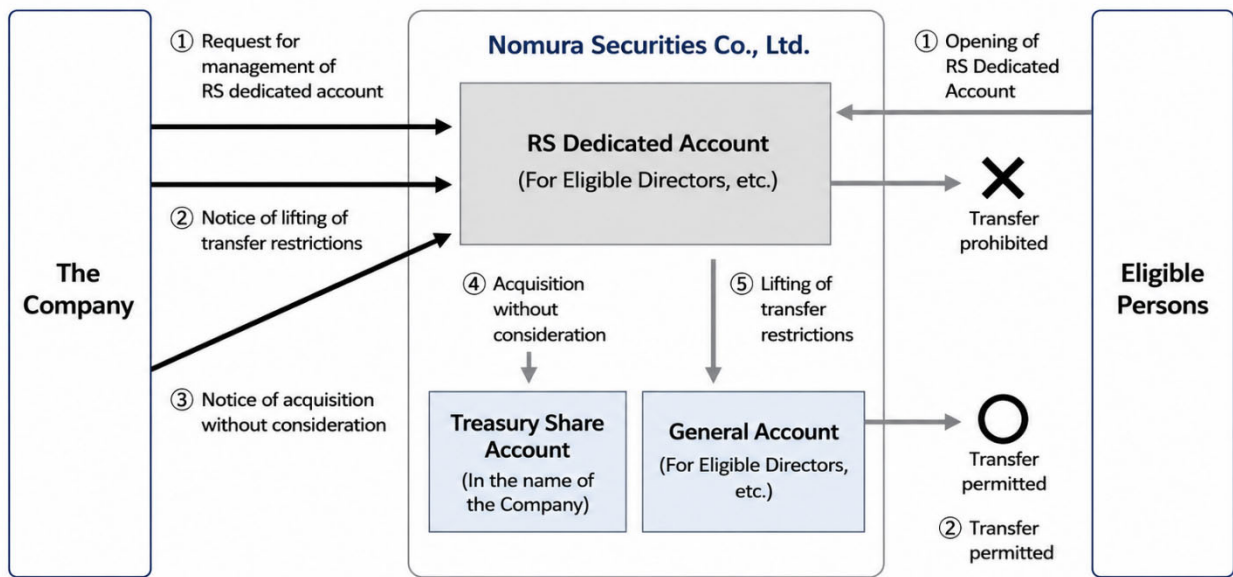 The
Company
① Request for
management of
RS dedicated account
② Notice of lifting of
transfer restrictions
③ Notice of acquisition
without consideration
Nomura Securities Co., Ltd.
RS Dedicated Account
(For Eligible Directors, etc.)
④ Acquisition
without
consideration
⑤ Lifting of
transfer
restrictions
Treasury Share
Account
(In the name of
the Company)
General Account
(For Eligible Directors,
etc.)
① Opening of
RS Dedicated
Account
Transfer
prohibited
Transfer
permitted
② Transfer
permitted
Eligible
Persons